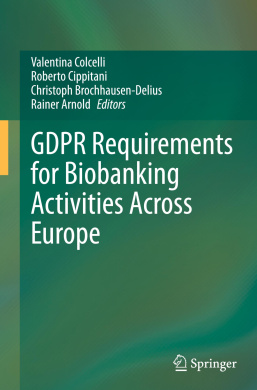 Valentina Colcelli
Roberto Cippitani
Christoph Brochhausen-Delius
Rainer Arnold Editors
GDPR Requirements
for Biobanking
Activities Across
Europe
Springer